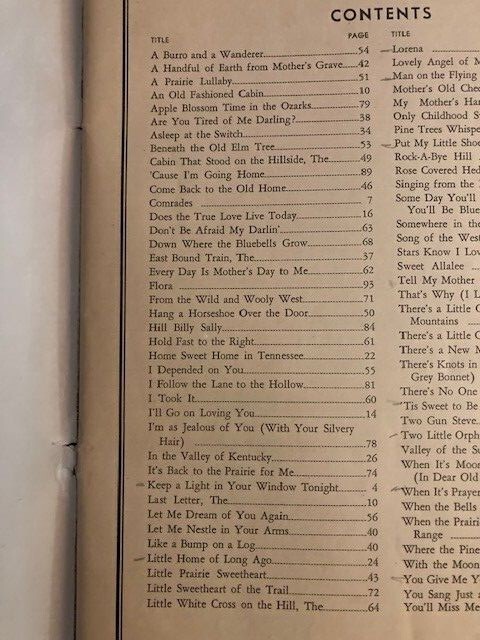 CONTENTS
TITLE PAGE
A Burro and a Wanderer 54
A Handful of Earth from Mother's Grave 42
A Prairie Lullaby 51
An Old Fashioned Cabin 10
Apple Blossom Time in the Ozarks 79
Are You Tired of Me Darling? 38
Asleep at the Switch 34
Beneath the Old Elm Tree 53
Cabin That Stood on the Hillside, The 49
'Cause I'm Going Home 89
Come Back to the Old Home 46
Comrades 7
Does the True Love Live Today 16
Don't Be Afraid My Darlin' 63
Down Where the Bluebells Grow 68
East Bound Train, The 37
Every Day Is Mother's Day to Me 62
Flora 93
From the Wild and Wooly West 71
Hang a Horseshoe Over the Door 50
Hill Billy Sally 84
Hold Fast to the Right 61
Home Sweet Home in Tennessee 22
I Depended on You 55
I Follow the Lane to the Hollow 81
I Took It 60
I'll Go on Loving You 14
I'm as Jealous of You (With Your Silvery
Hair) 78
In the Valley of Kentucky 26
It's Back to the Prairie for Me 74
Keep a Light in Your Window Tonight 4
Last Letter, The 10
Let Me Dream of You Again 56
Let Me Nestle in Your Arms 40
Like a Bump on a Log 40
Little Home of Long Ago 24
Little Prairie Sweetheart 43
Little Sweetheart of the Trail 72
Little White Cross on the Hill, The 64
TITLE
Lorena
Lovely Angel of
Man on the Flying
Mother's Old
My Mother's
Only Childhood
Pine Trees
Put My Little
Rock-A-Bye Hill
Rose Covered
Singing from the
Some Day You'll
You'll Be Blue
Somewhere in the
Song of the West
Stars Know I
Sweet Allalee
Tell My Mother
That's Why (I
There's a Little
Mountains
There's a Little
There's a New
There's Knots in
Grey Bonnet)
There's No One
'Tis Sweet to Be
Two Gun Steve
Two Little
Valley of the
When It's
(In Dear Old
When It's
When the Bells
When the
Range
Where the Pine
With the Moon
You Give Me
You Sang Just
You'll Miss Me